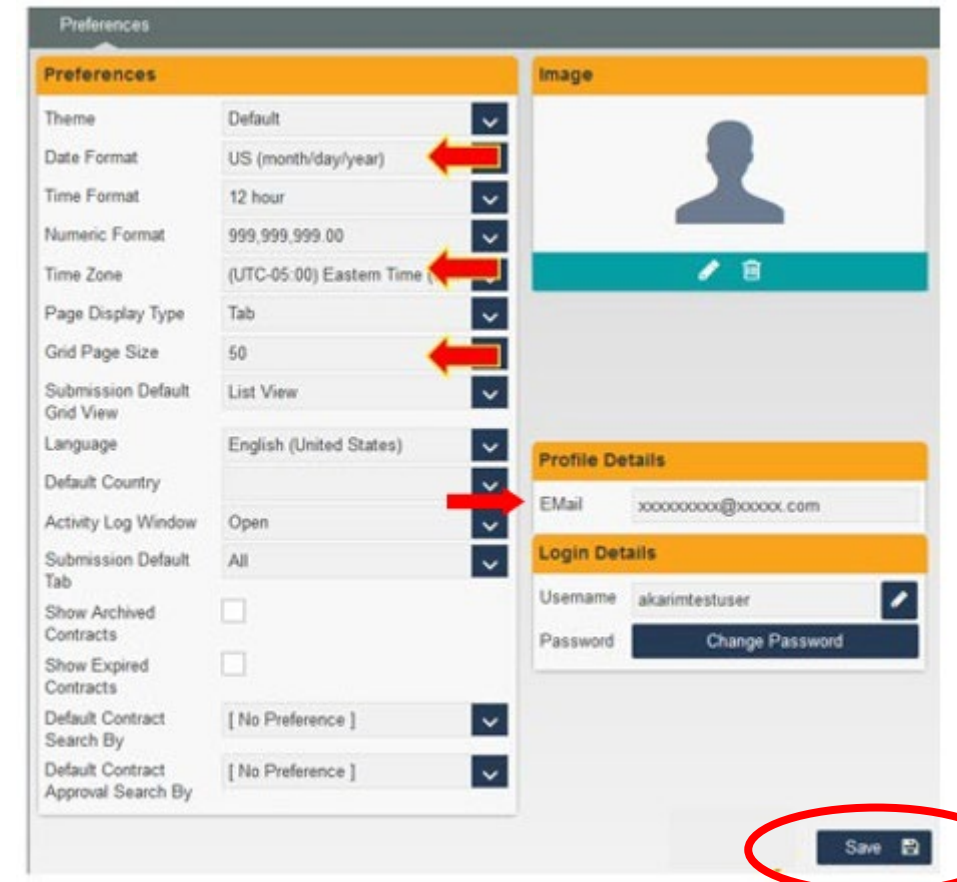 Preferences
Preferences
Theme Default
Date Format US (month/day/year)
Time Format 12 hour
Numeric Format 999,999,999.00
Time Zone (UTC-05:00) Eastern Time (
Page Display Type Tab
Grid Page Size 50
Submission Default List View
Grid View
Language English (United States)
Default Country
Activity Log Window Open
Submission Default All
Tab
Show Archived
Contracts
Show Expired
Contracts
Default Contract [ No Preference ]
Search By
Default Contract [ No Preference ]
Approval Search By
Image
Profile Details
EMail xxxxxxxxx@xxxxx.com
Login Details
Username akarimtestuser
Password Change Password
Save